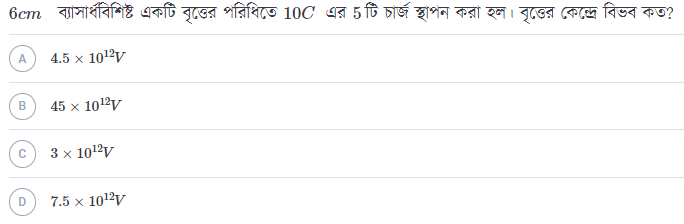 6cm ব্যাসার্ধবিশিষ্ট একটি বৃত্তের পরিধিতে 10C এর 5 টি চার্জ স্থাপন করা হল। বৃত্তের কেন্দ্রে বিভব কত?
A 4.5 × 10¹²V
B 45 × 10¹²V
C 3 × 10¹²V
D 7.5 × 10¹²V